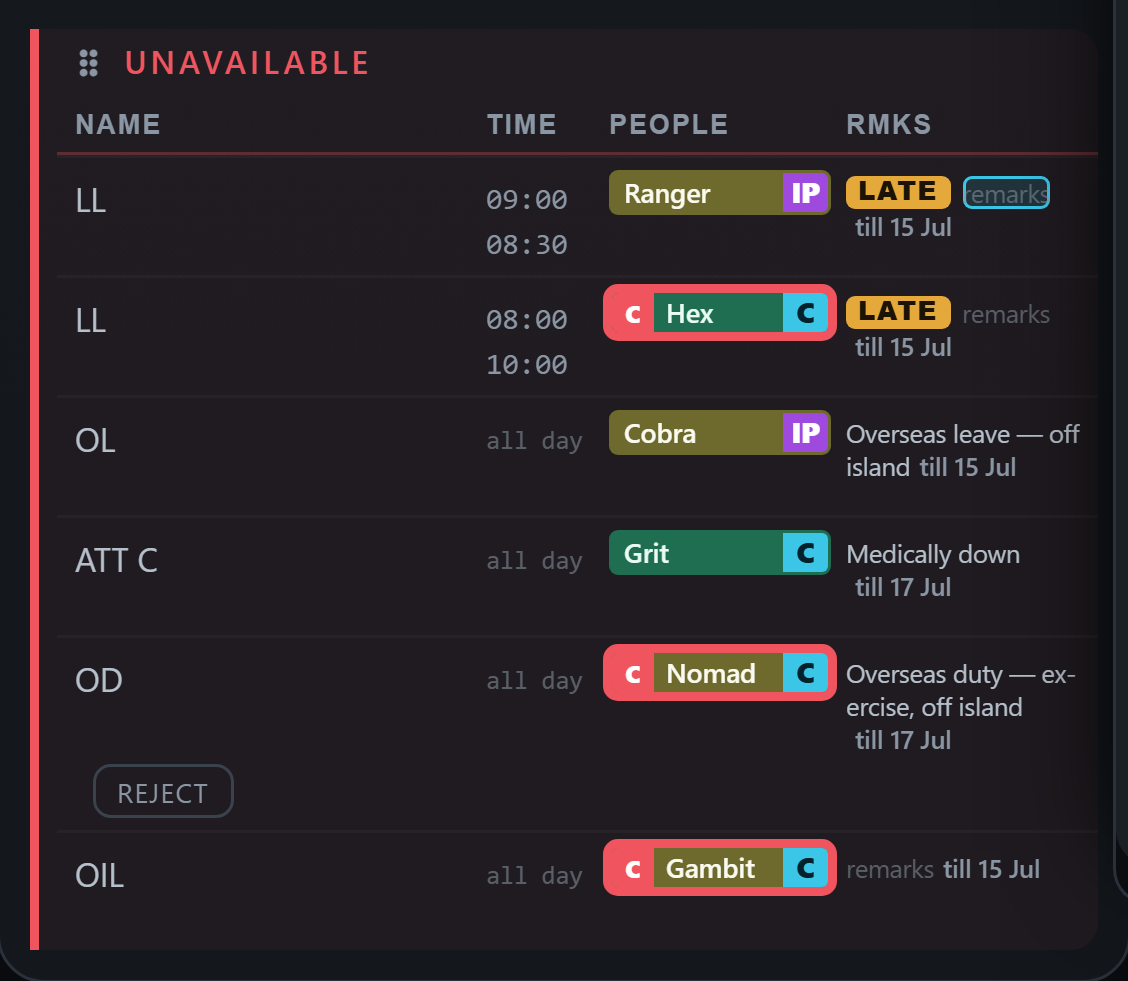 UNAVAILABLE
NAME TIME PEOPLE RMKS
LL 09:00 Ranger IP LATE remarks
08:30 till 15 Jul
LL 08:00 c Hex C LATE remarks
10:00 till 15 Jul
OL all day Cobra IP Overseas leave — off
island till 15 Jul
ATT C all day Grit C Medically down
till 17 Jul
OD all day c Nomad C Overseas duty — ex-
ercise, off island
till 17 Jul
REJECT
OIL all day c Gambit C remarks till 15 Jul